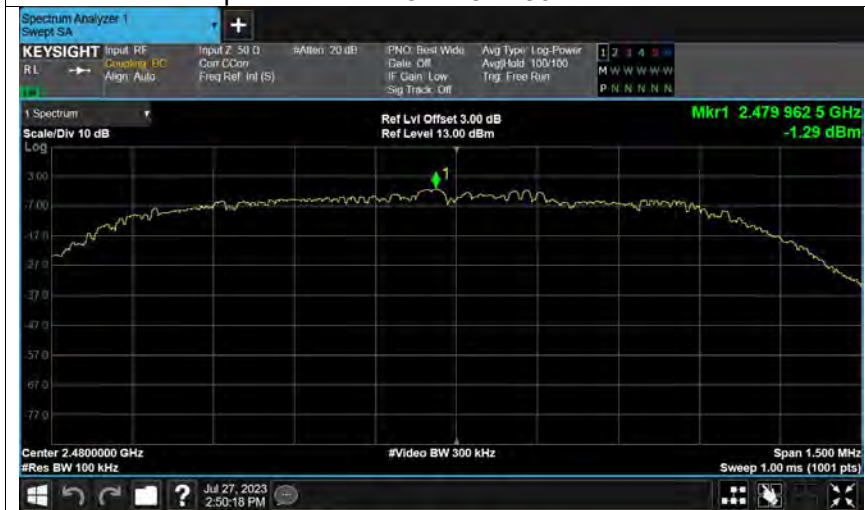 Spectrum Analyzer 1
Swept SA
+
KEYSIGHT Input: RF Input Z: 50 Ω #Atten: 20 dB PNO: Best Wide Avg Type: Log-Power 1 2 3 4 5 6
RL Coupling: DC Corr CCorr Gate: Off Avg|Hold: 100/100 M W W W W W
Align: Auto Freq Ref: Int (S) IF Gain: Low Trig: Free Run
Sig Track: Off P N N N N N
1 Spectrum
Scale/Div 10 dB
Log
Ref Lvl Offset 3.00 dB
Ref Level 13.00 dBm
Mkr1 2.479 962 5 GHz
-1.29 dBm
1
3.00
-7.00
-17.0
-27.0
-37.0
-47.0
-57.0
-67.0
-77.0
Center 2.4800000 GHz #Video BW 300 kHz Span 1.500 MHz
#Res BW 100 kHz Sweep 1.00 ms (1001 pts)
? Jul 27, 2023
2:50:18 PM